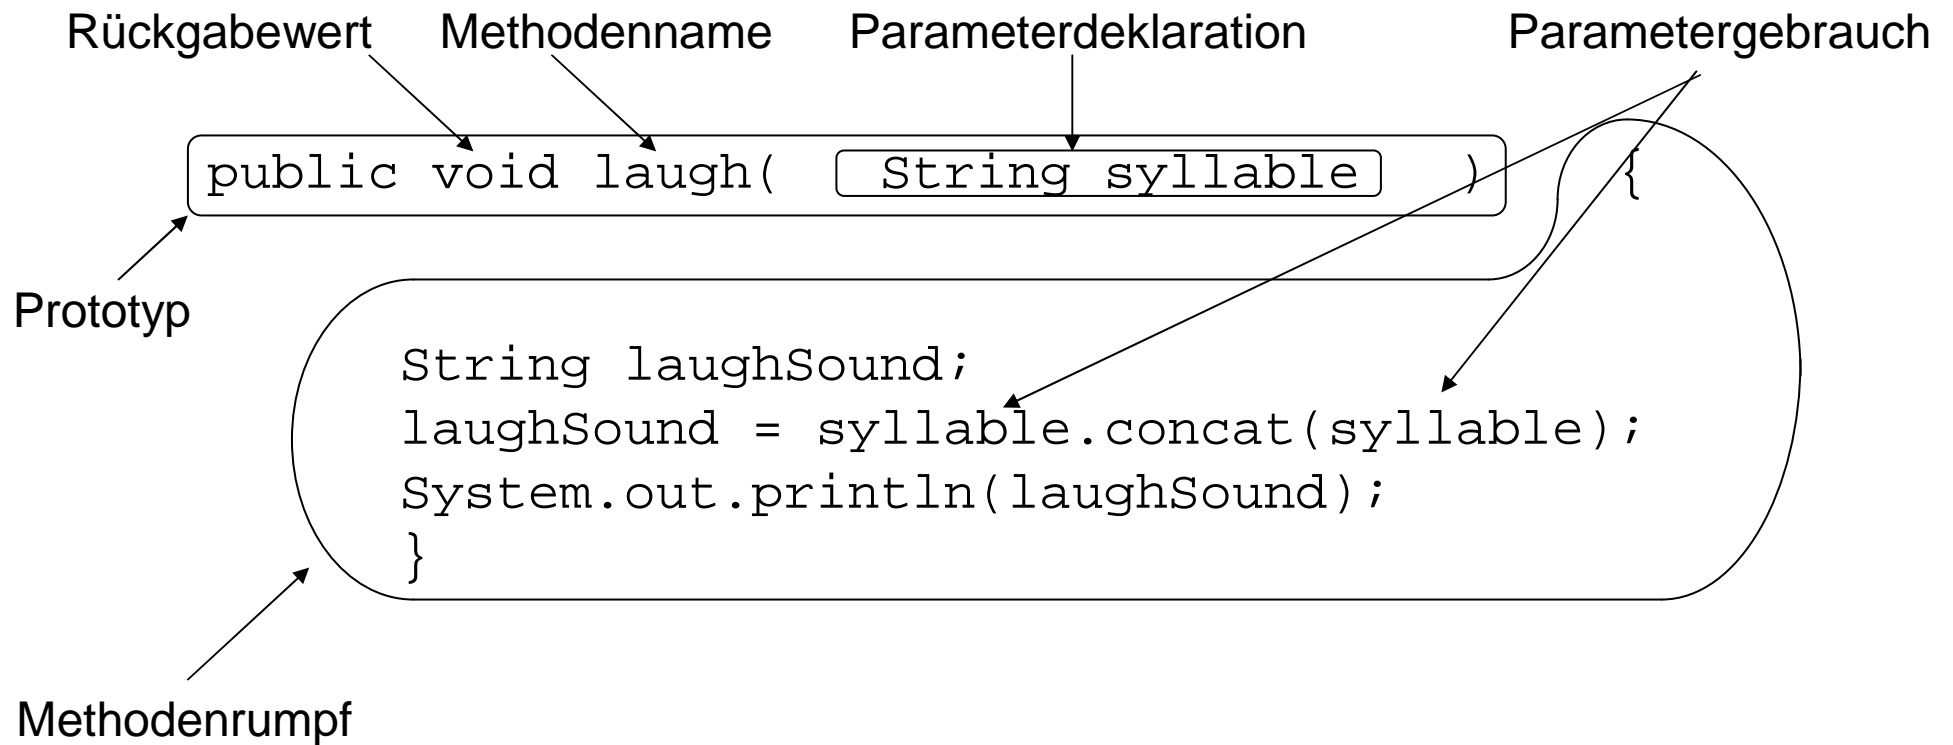 Rückgabewert Methodenname Parameterdeklaration Parametergebrauch
public void laugh( String syllable ) {
Prototyp
String laughSound;
laughSound = syllable.concat(syllable);
System.out.println(laughSound);
}
Methodenrumpf